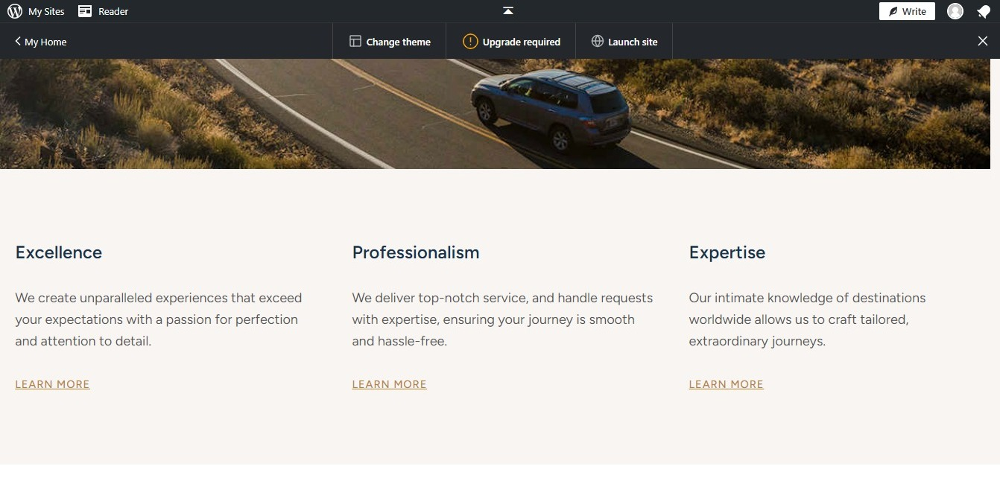 My Sites Reader Write
My Home Change theme Upgrade required Launch site
Excellence
We create unparalleled experiences that exceed
your expectations with a passion for perfection
and attention to detail.
LEARN MORE
Professionalism
We deliver top-notch service, and handle requests
with expertise, ensuring your journey is smooth
and hassle-free.
LEARN MORE
Expertise
Our intimate knowledge of destinations
worldwide allows us to craft tailored,
extraordinary journeys.
LEARN MORE